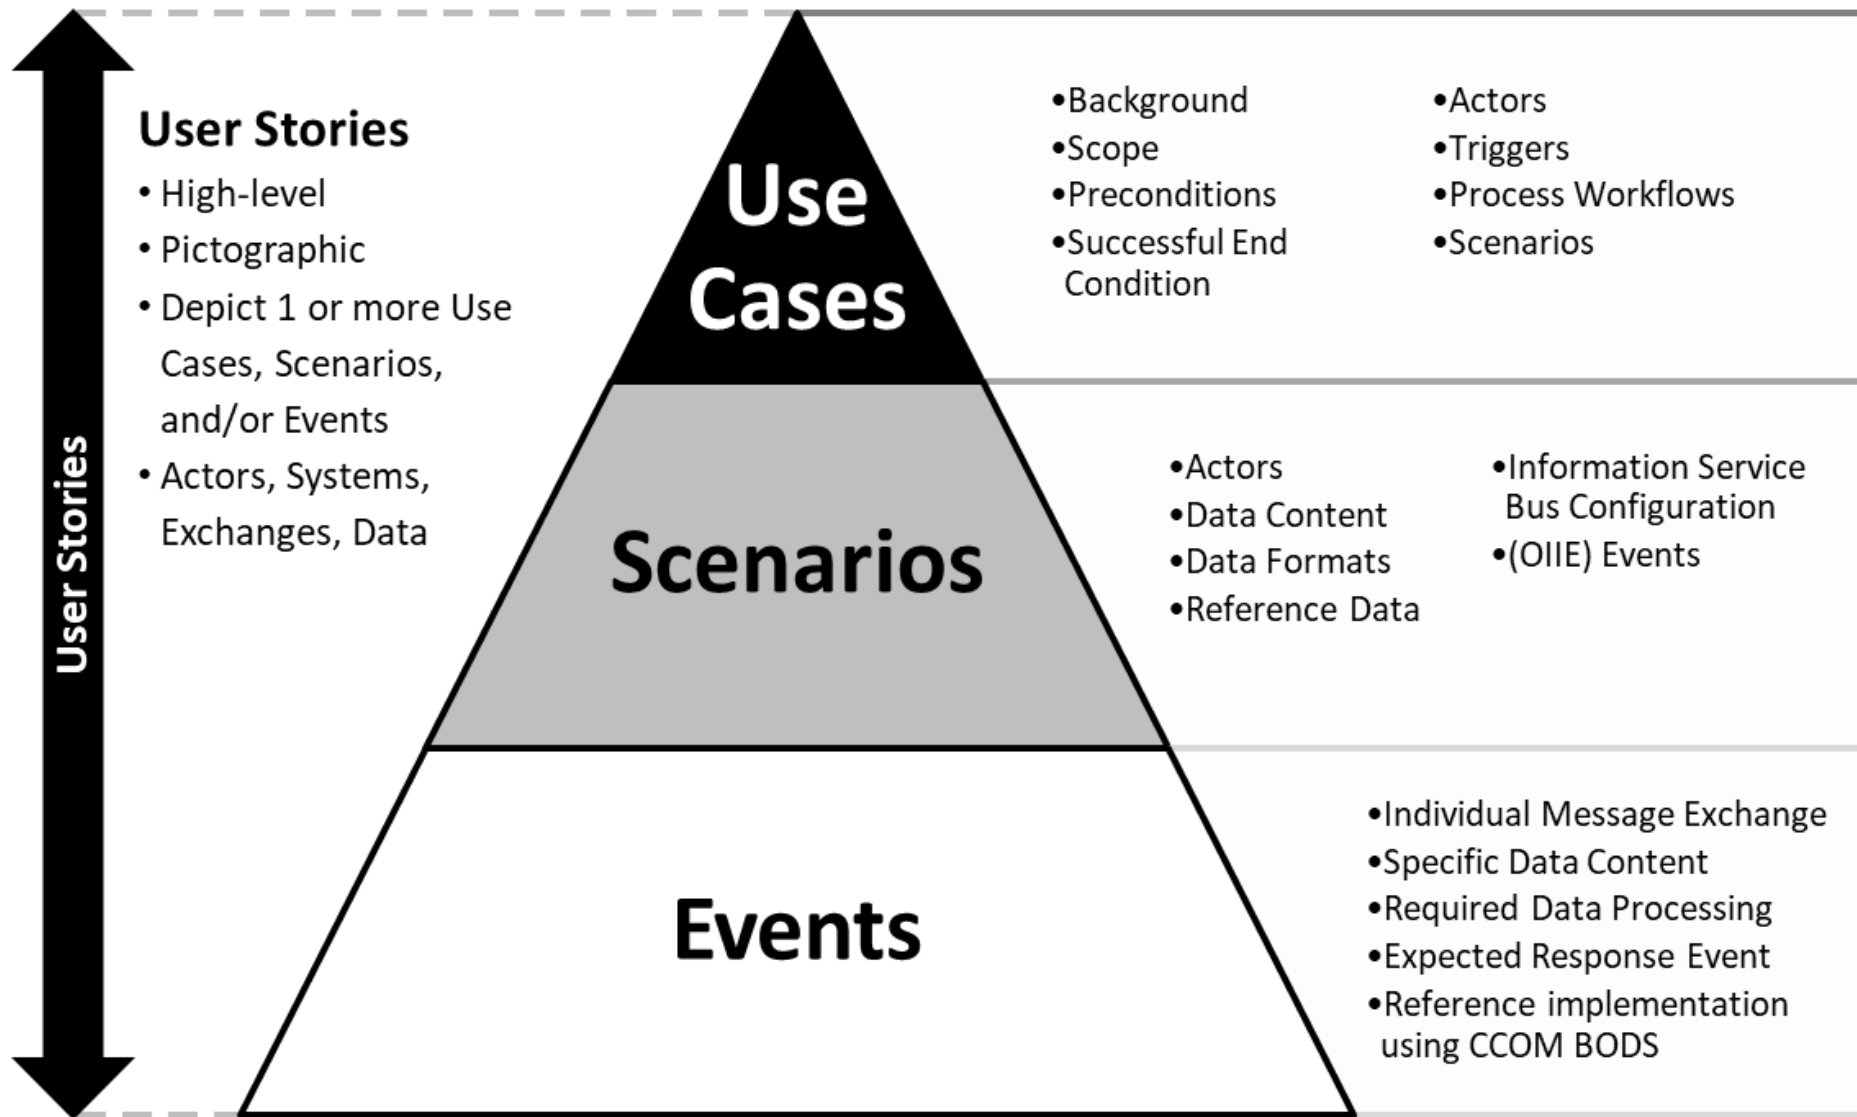 User Stories
User Stories
• High-level
• Pictographic
• Depict 1 or more Use
Cases, Scenarios,
and/or Events
• Actors, Systems,
Exchanges, Data
Use
Cases
•Background
•Scope
•Preconditions
•Successful End
Condition
•Actors
•Triggers
•Process Workflows
•Scenarios
Scenarios
•Actors
•Data Content
•Data Formats
•Reference Data
•Information Service
Bus Configuration
•(OIIE) Events
Events
•Individual Message Exchange
•Specific Data Content
•Required Data Processing
•Expected Response Event
•Reference implementation
using CCOM BODS